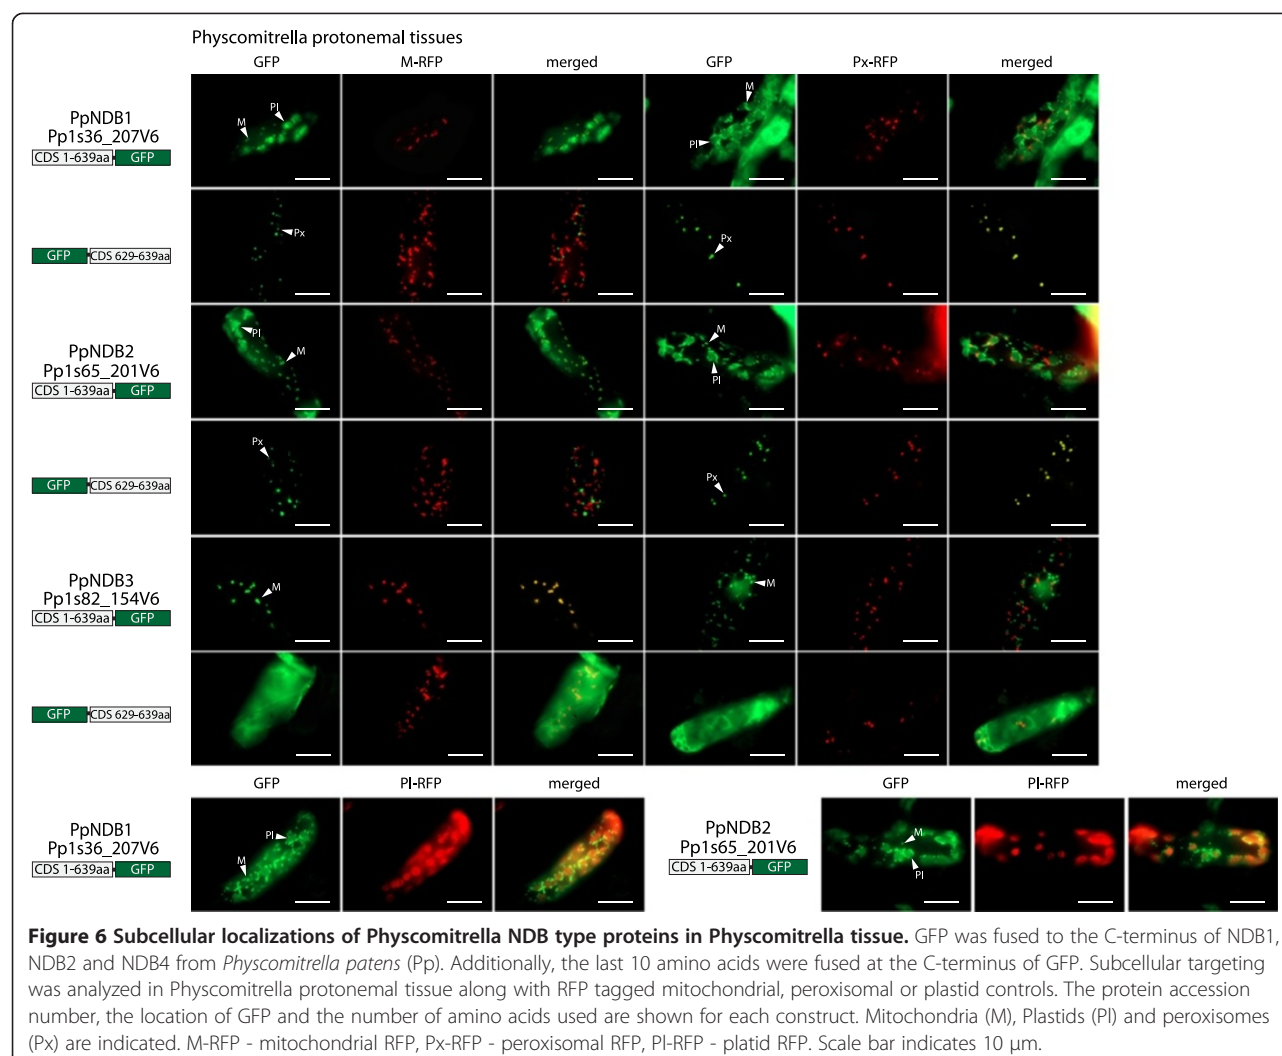 Physcomitrella protonemal tissues
GFP M-RFP merged GFP Px-RFP merged
PpNDB1
Pp1s36_207V6
CDS 1-639aa GFP
M Pl M Pl
GFP CDS 629-639aa
Px Px
PpNDB2
Pp1s65_201V6
CDS 1-639aa GFP
Pl M M Pl
GFP CDS 629-639aa
Px Px
PpNDB3
Pp1s82_154V6
CDS 1-639aa GFP
M M
GFP CDS 629-639aa
GFP Pl-RFP merged
PpNDB1
Pp1s36_207V6
CDS 1-639aa GFP
Pl M
GFP Pl-RFP merged
PpNDB2
Pp1s65_201V6
CDS 1-639aa GFP
M Pl
Figure 6 Subcellular localizations of Physcomitrella NDB type proteins in Physcomitrella tissue. GFP was fused to the C-terminus of NDB1,
NDB2 and NDB4 from Physcomitrella patens (Pp). Additionally, the last 10 amino acids were fused at the C-terminus of GFP. Subcellular targeting
was analyzed in Physcomitrella protonemal tissue along with RFP tagged mitochondrial, peroxisomal or plastid controls. The protein accession
number, the location of GFP and the number of amino acids used are shown for each construct. Mitochondria (M), Plastids (Pl) and peroxisomes
(Px) are indicated. M-RFP - mitochondrial RFP, Px-RFP - peroxisomal RFP, Pl-RFP - platid RFP. Scale bar indicates 10 μm.